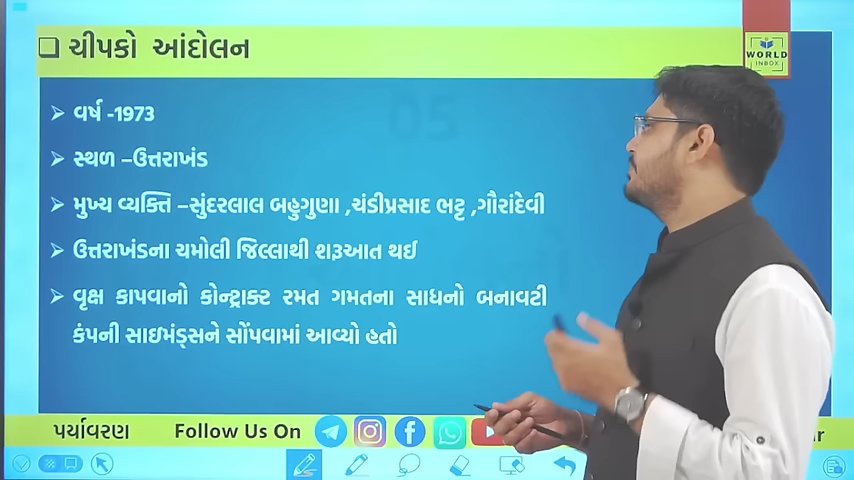 ❑ ચીપકો આંદોલન
WORLD
INBOX
➢ વર્ષ -1973
➢ સ્થળ –ઉત્તરાખંડ
➢ મુખ્ય વ્યક્તિ –સુંદરલાલ બહુગુણા ,ચંડીપ્રસાદ ભટ્ટ ,ગૌરાંદેવી
➢ ઉત્તરાખંડના ચમોલી જિલ્લાથી શરૂઆત થઈ
➢ વૃક્ષ કાપવાનો કોન્ટ્રાક્ટ રમત ગમતના સાધનો બનાવટી
કંપની સાઇમંડ્સને સોંપવામાં આવ્યો હતો
પર્યાવરણ Follow Us On